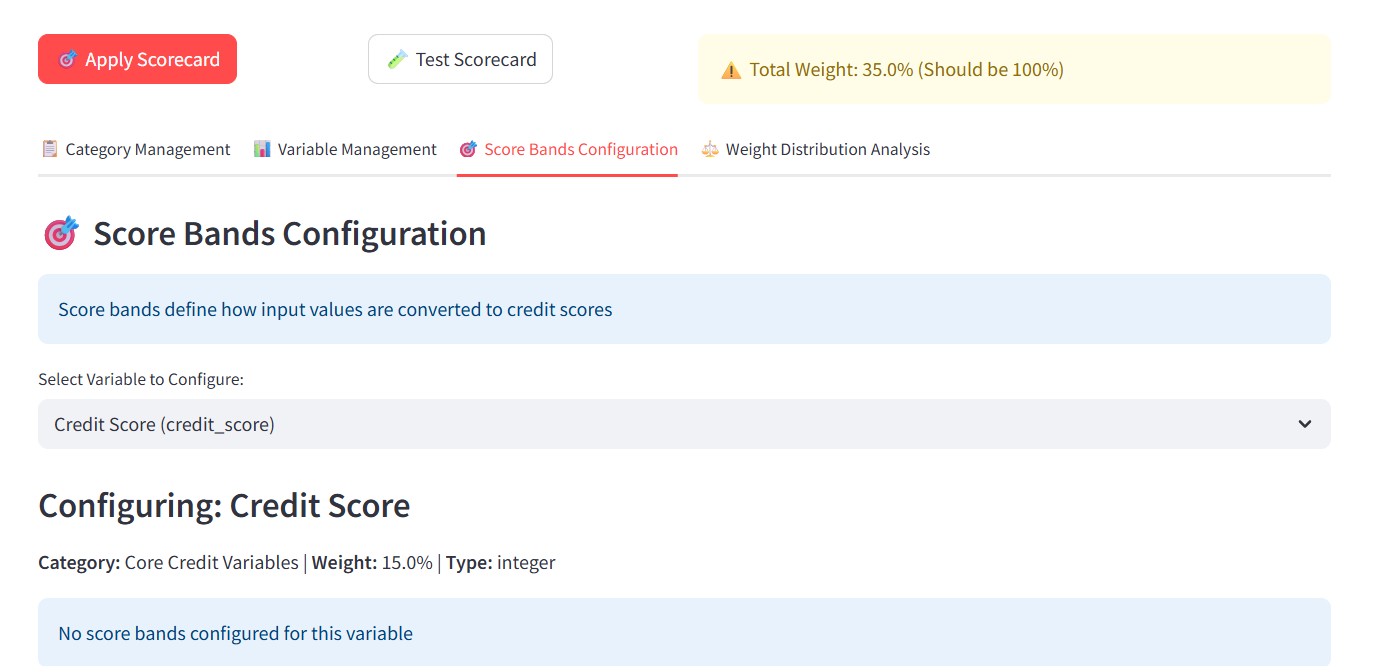 Apply Scorecard
Test Scorecard
Total Weight: 35.0% (Should be 100%)
Category Management
Variable Management
Score Bands Configuration
Weight Distribution Analysis
Score Bands Configuration
Score bands define how input values are converted to credit scores
Select Variable to Configure:
Credit Score (credit_score)
Configuring: Credit Score
Category: Core Credit Variables | Weight: 15.0% | Type: integer
No score bands configured for this variable